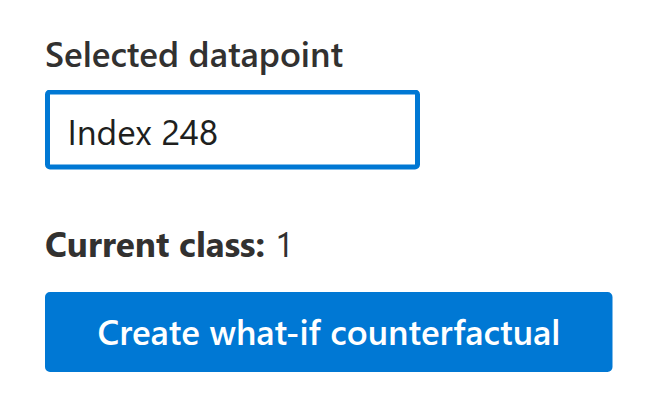 Selected datapoint
Index 248
Current class: 1
Create what-if counterfactual